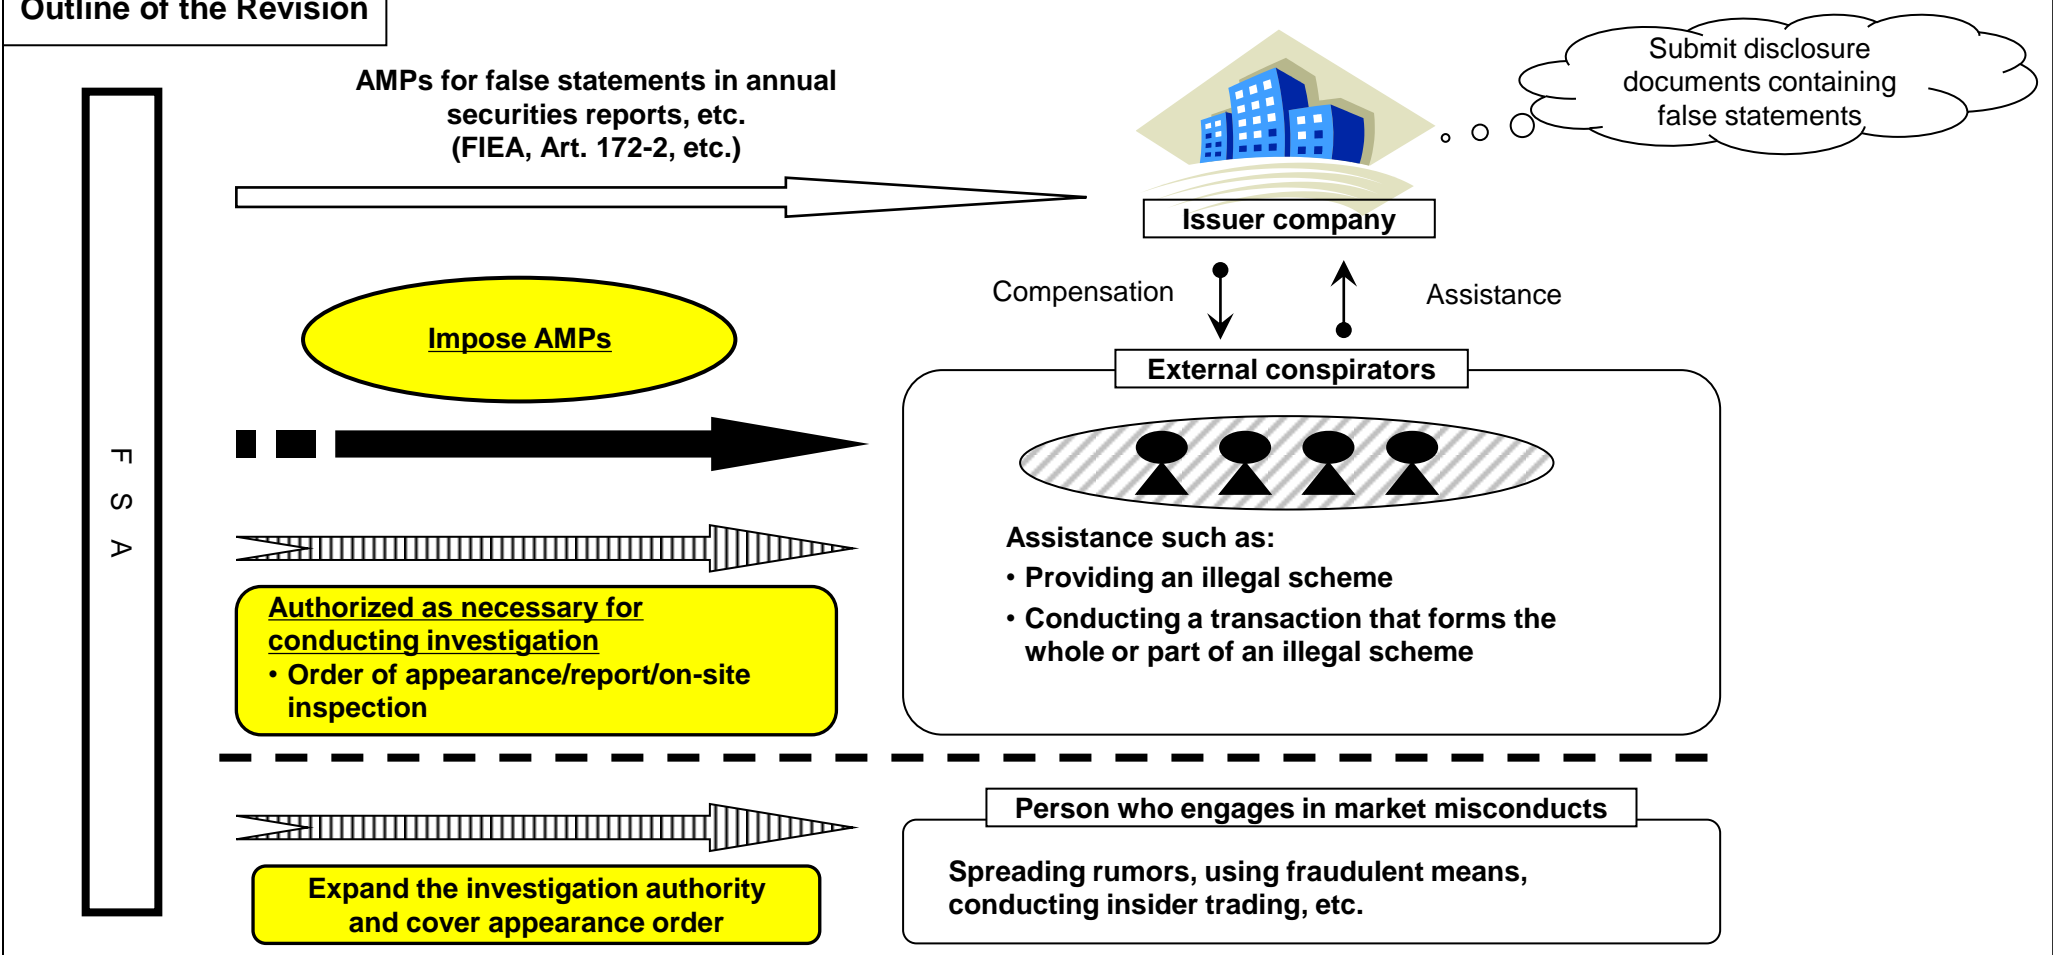 Outline of the Revision
AMPs for false statements in annual
securities reports, etc.
(FIEA, Art. 172-2, etc.)
Submit disclosure
documents containing
false statements
Issuer company
Compensation
Assistance
Impose AMPs
External conspirators
FSA
Assistance such as:
• Providing an illegal scheme
• Conducting a transaction that forms the
whole or part of an illegal scheme
Authorized as necessary for
conducting investigation
• Order of appearance/report/on-site
inspection
Person who engages in market misconducts
Spreading rumors, using fraudulent means,
conducting insider trading, etc.
Expand the investigation authority
and cover appearance order